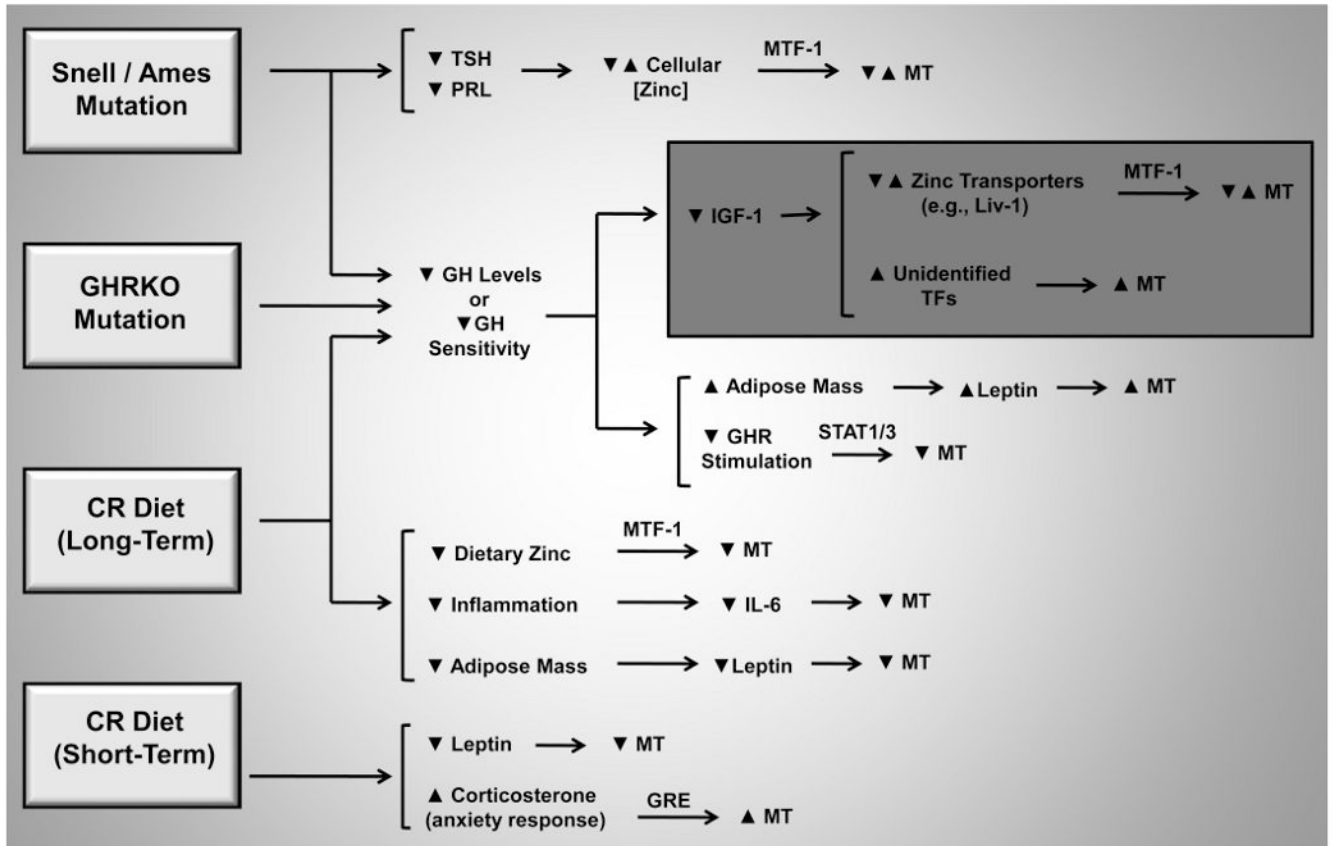 Snell / Ames
Mutation
▼ TSH
▼ PRL
▼ ▲ Cellular
[Zinc]
MTF-1
▼ ▲ MT
GHRKO
Mutation
▼ GH Levels
or
▼ GH
Sensitivity
▼ IGF-1
▼ ▲ Zinc Transporters
(e.g., Liv-1)
MTF-1
▼ ▲ MT
▲ Unidentified
TFs
▲ MT
▲ Adipose Mass
▲ Leptin
▲ MT
▼ GHR
Stimulation
STAT1/3
▼ MT
CR Diet
(Long-Term)
▼ Dietary Zinc
MTF-1
▼ MT
▼ Inflammation
▼ IL-6
▼ MT
▼ Adipose Mass
▼ Leptin
▼ MT
CR Diet
(Short-Term)
▼ Leptin
▼ MT
▲ Corticosterone
(anxiety response)
GRE
▲ MT